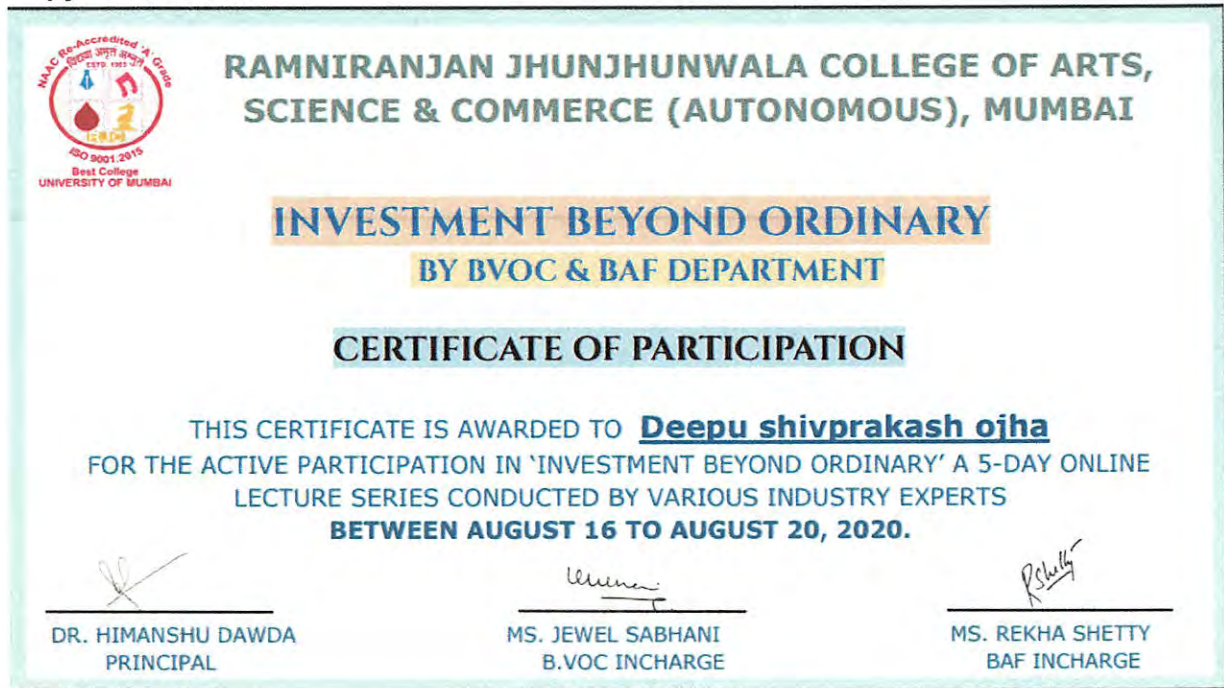 NAAC Re-Accredited 'A' Grade
विद्या अमृतं अश्नुते
ESTD. 1963
ISO 9001:2015
Best College
UNIVERSITY OF MUMBAI
RAMNIRANJAN JHUNJHUNWALA COLLEGE OF ARTS,
SCIENCE & COMMERCE (AUTONOMOUS), MUMBAI
INVESTMENT BEYOND ORDINARY
BY BVOC & BAF DEPARTMENT
CERTIFICATE OF PARTICIPATION
THIS CERTIFICATE IS AWARDED TO Deepu shivprakash ojha
FOR THE ACTIVE PARTICIPATION IN ‘INVESTMENT BEYOND ORDINARY’ A 5-DAY ONLINE
LECTURE SERIES CONDUCTED BY VARIOUS INDUSTRY EXPERTS
BETWEEN AUGUST 16 TO AUGUST 20, 2020.
RShetty
DR. HIMANSHU DAWDA MS. JEWEL SABHANI MS. REKHA SHETTY
PRINCIPAL B.VOC INCHARGE BAF INCHARGE